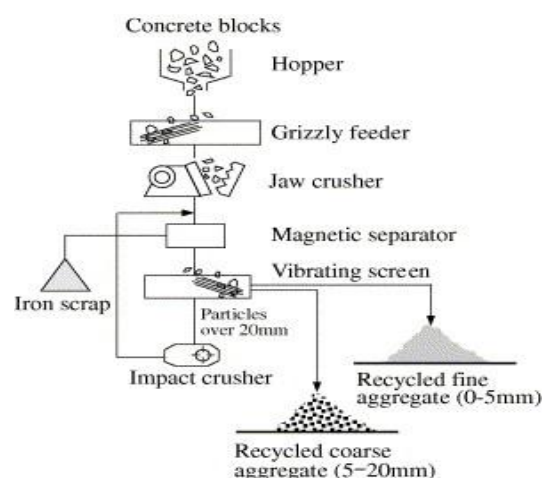 Concrete blocks
Hopper
Grizzly feeder
Jaw crusher
Magnetic separator
Vibrating screen
Iron scrap
Particles
over 20mm
Impact crusher
Recycled fine
aggregate (0-5mm)
Recycled coarse
aggregate (5-20mm)